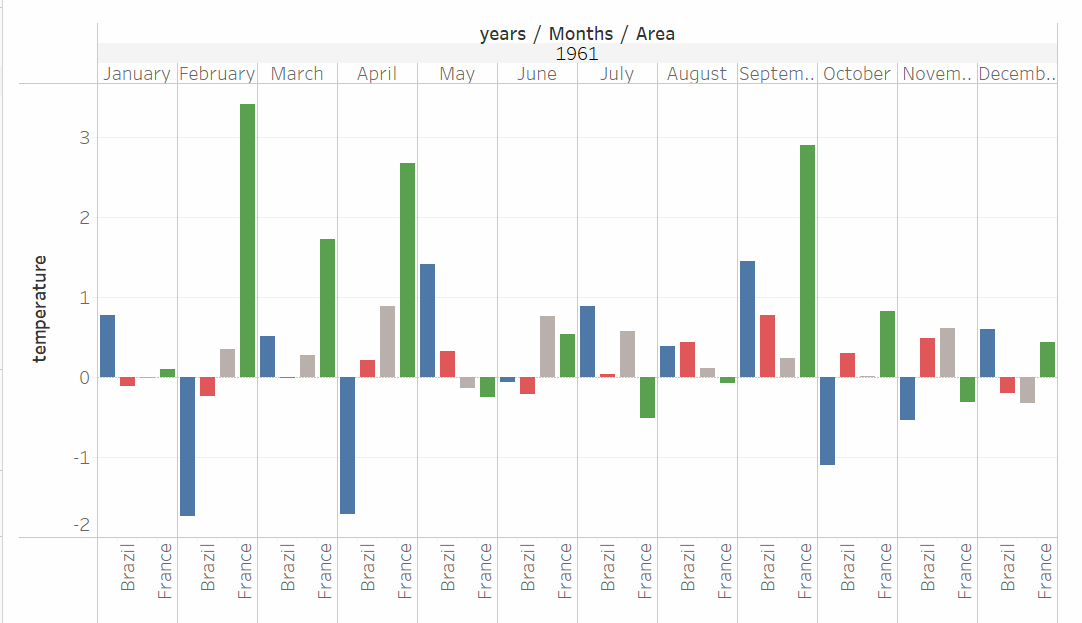 years / Months / Area
1961
January February March April May June July August Septem.. October Novem.. Decemb..
3
2
1
0
-1
-2
temperature
Brazil France Brazil France Brazil France Brazil France Brazil France Brazil France Brazil France Brazil France Brazil France Brazil France Brazil France Brazil France